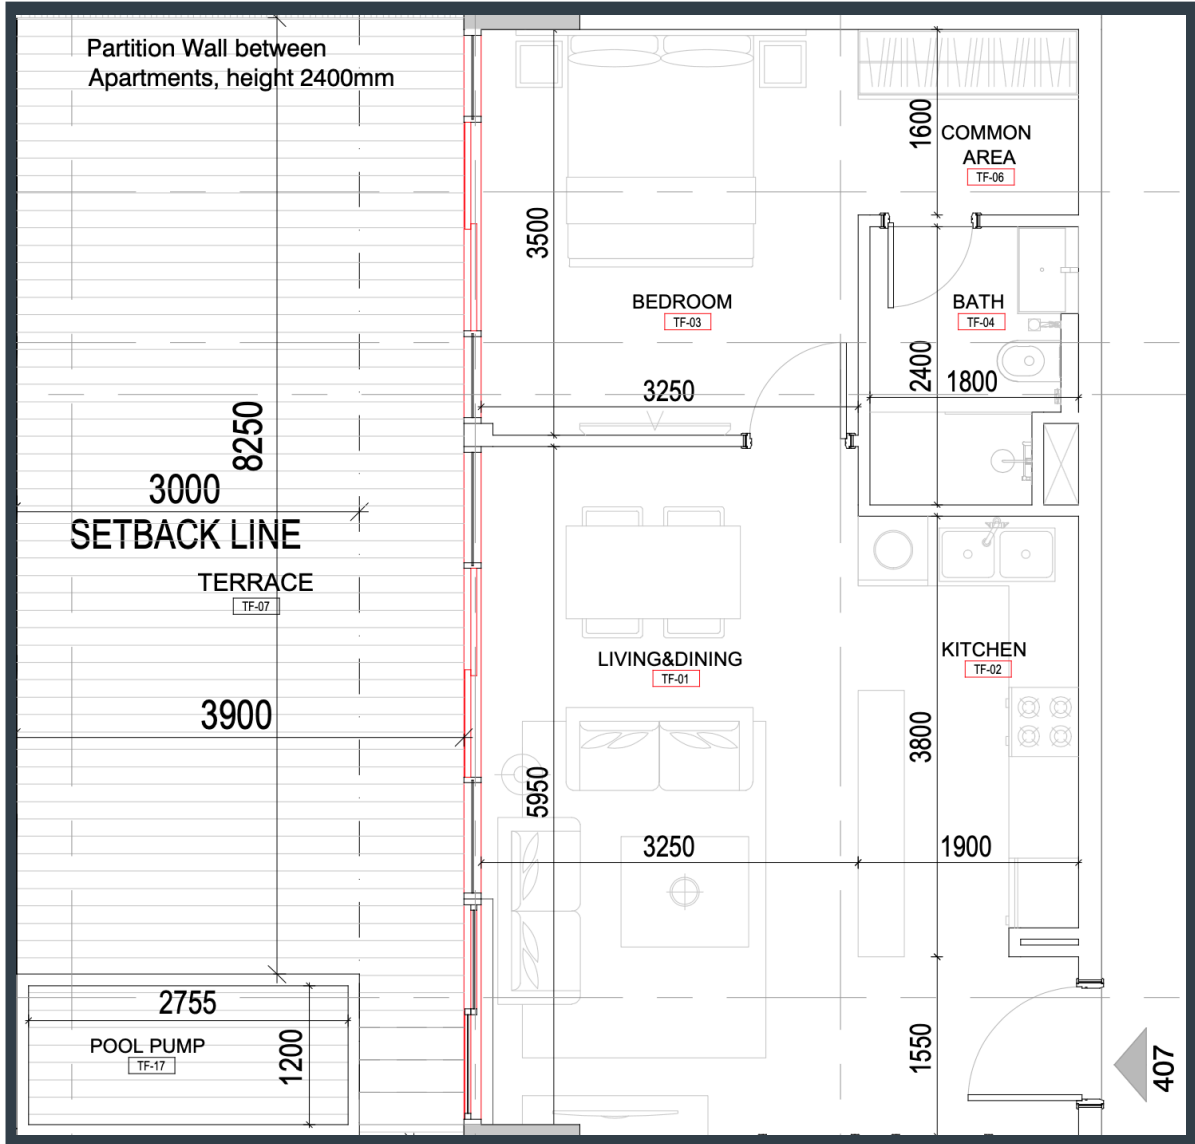 Partition Wall between
Apartments, height 2400mm
1600
COMMON
AREA
TF-06
3500
BEDROOM
TF-03
BATH
TF-04
2400
1800
3250
8250
3000
SETBACK LINE
TERRACE
TF-07
LIVING&DINING
TF-01
KITCHEN
TF-02
3900
3800
5950
3250
1900
2755
POOL PUMP
TF-17
1200
1550
407